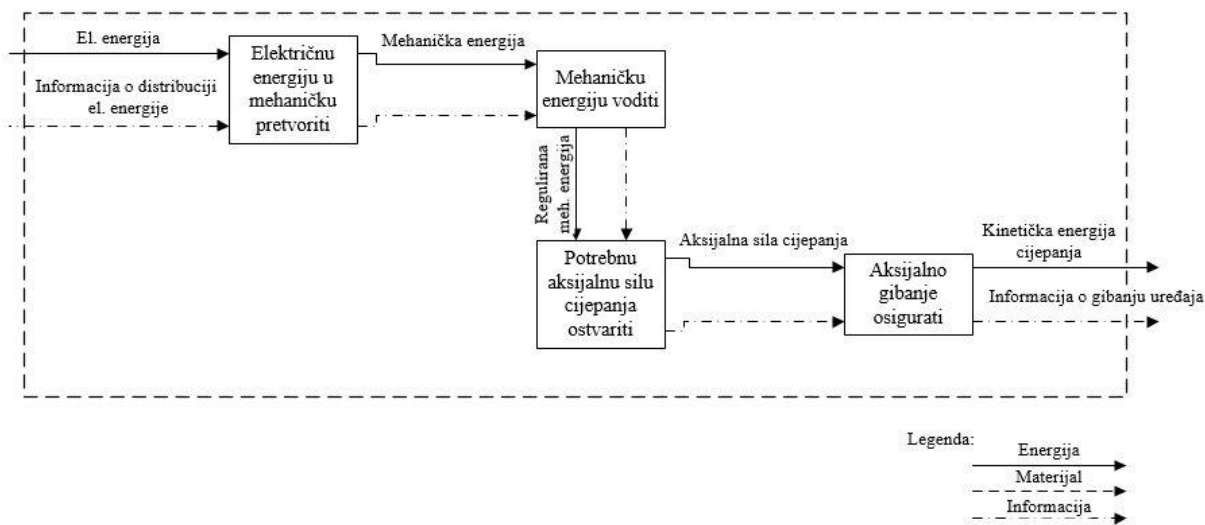 El. energija
Informacija o distribuciji
el. energije
Električnu
energiju u
mehaničku
pretvoriti
Mehanička energija
Mehaničku
energiju voditi
Regulirana
meh. energija
Potrebnu
aksijalnu silu
cijepanja
ostvariti
Aksijalna sila cijepanja
Aksijalno
gibanje
osigurati
Kinetička energija
cijepanja
Informacija o gibanju uređaja
Legenda:
Energija
Materijal
Informacija